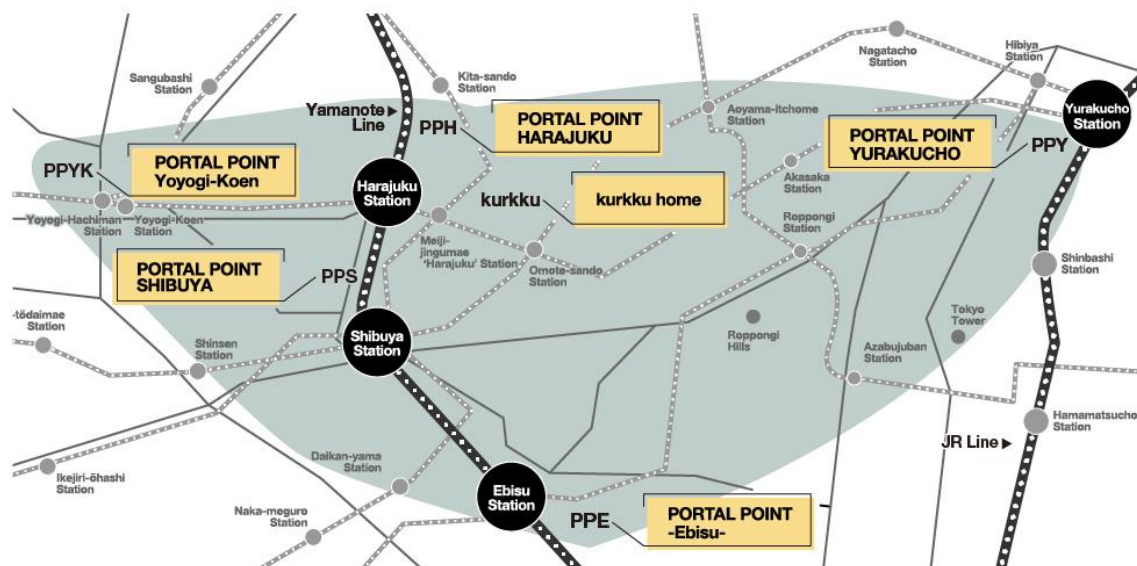 Sangubashi
Station
Kita-sando
Station
Nagatacho
Station
Hibiya
Station
Yurakucho
Station
Yamanote
Line
PPH
PORTAL POINT
HARAJUKU
Aoyama-itchome
Station
PORTAL POINT
YURAKUCHO
PPY
PPYK
PORTAL POINT
Yoyogi-Koen
Harajuku
Station
kurkku
kurkku home
Akasaka
Station
Yoyogi-Hachiman
Station
Yoyogi-Koen
Station
Meiji-
jingumae
'Harajuku' Station
Omote-sando
Station
Roppongi
Station
PORTAL POINT
SHIBUYA
PPS
Shinbashi
Station
-tōdaimae
Station
Shinsen
Station
Shibuya
Station
Roppongi
Hills
Tokyo
Tower
Azabujuban
Station
Hamamatsucho
Station
JR Line
Ikejiri-ōhashi
Station
Daikan-yama
Station
Naka-meguro
Station
Ebisu
Station
PPE
PORTAL POINT
-Ebisu-